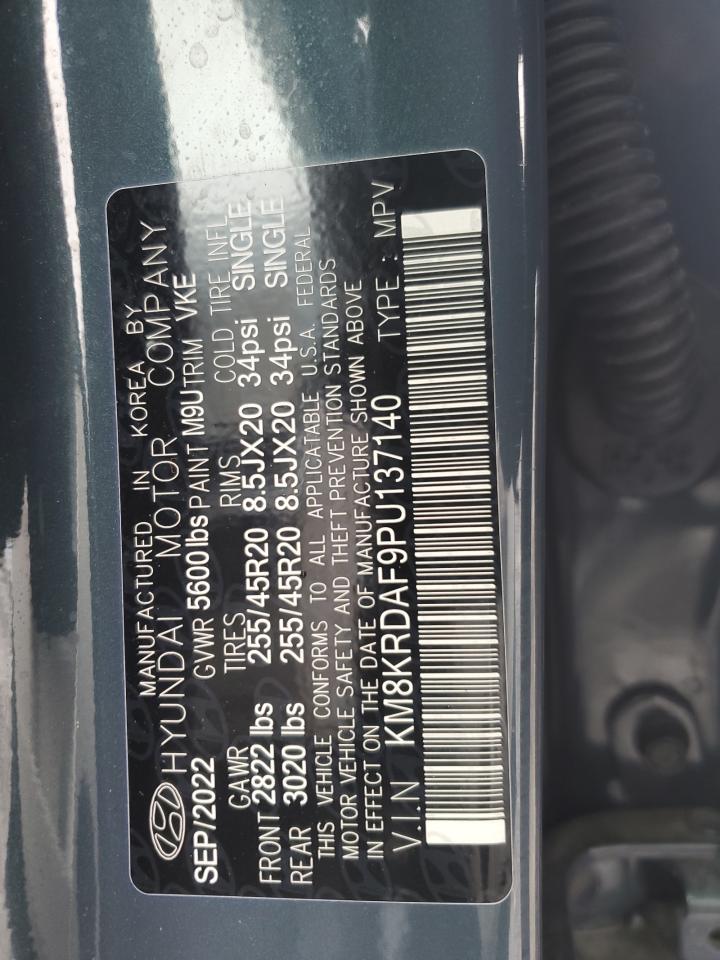 MANUFACTURED IN KOREA BY
HYUNDAI MOTOR COMPANY
SEP/2022 GVWR 5600lbs PAINT M9U TRIM VKE
GAWR TIRES RIMS COLD TIRE INFL
FRONT 2822 lbs 255/45R20 8.5JX20 34psi SINGLE
REAR 3020 lbs 255/45R20 8.5JX20 34psi SINGLE
THIS VEHICLE CONFORMS TO ALL APPLICATABLE U.S.A. FEDERAL
MOTOR VEHICLE SAFETY AND THEFT PREVENTION STANDARDS
IN EFFECT ON THE DATE OF MANUFACTURE SHOWN ABOVE
V.I.N KM8KRDAF9PU137140 TYPE : MPV